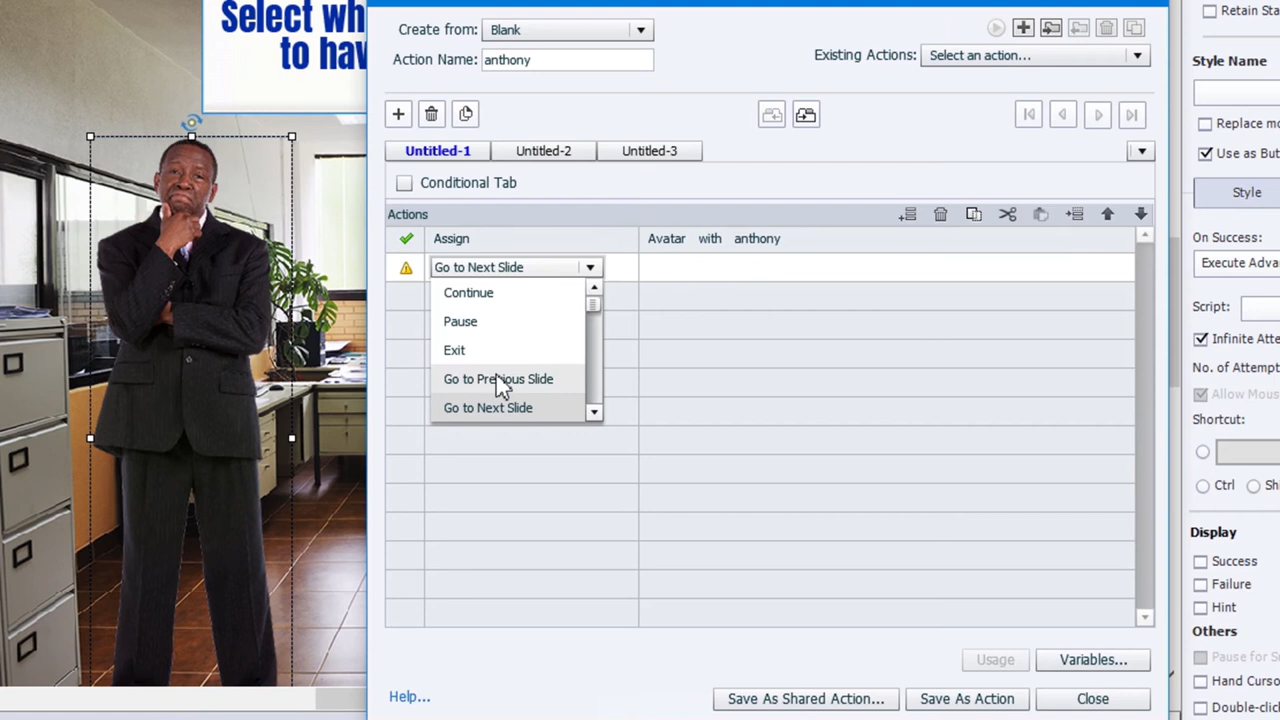 Select wh
to hav
Create from: Blank
Action Name: anthony
Existing Actions: Select an action...
Untitled-1 Untitled-2 Untitled-3
Conditional Tab
Actions
Assign Avatar with anthony
Go to Next Slide
Continue
Pause
Exit
Go to Previous Slide
Go to Next Slide
Usage Variables...
Help... Save As Shared Action... Save As Action Close
Retain Sta
Style Name
Replace mo
Use as But
Style
On Success:
Execute Adva
Script:
Infinite Atte
No. of Attempt
Allow Mous
Shortcut:
Ctrl Shi
Display
Success
Failure
Hint
Others
Pause for Su
Hand Cursor
Double-click